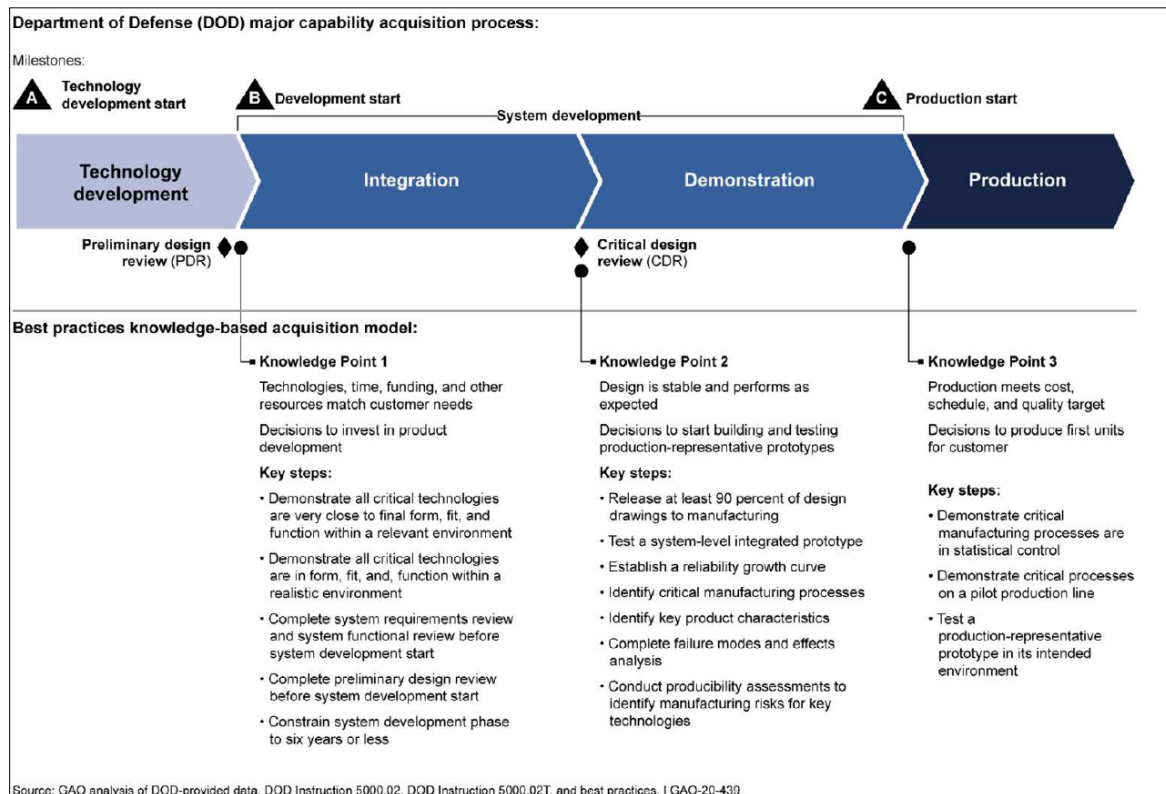 Department of Defense (DOD) major capability acquisition process:
Milestones:
A
Technology
development start
B
Development start
C
Production start
System development
Technology
development
Integration
Demonstration
Production
Preliminary design
review (PDR)
Critical design
review (CDR)
Best practices knowledge-based acquisition model:
Knowledge Point 1
Technologies, time, funding, and other
resources match customer needs
Decisions to invest in product
development
Key steps:
• Demonstrate all critical technologies
are very close to final form, fit, and
function within a relevant environment
• Demonstrate all critical technologies
are in form, fit, and, function within a
realistic environment
• Complete system requirements review
and system functional review before
system development start
• Complete preliminary design review
before system development start
• Constrain system development phase
to six years or less
Knowledge Point 2
Design is stable and performs as
expected
Decisions to start building and testing
production-representative prototypes
Key steps:
• Release at least 90 percent of design
drawings to manufacturing
• Test a system-level integrated prototype
• Establish a reliability growth curve
• Identify critical manufacturing processes
• Identify key product characteristics
• Complete failure modes and effects
analysis
• Conduct producibility assessments to
identify manufacturing risks for key
technologies
Knowledge Point 3
Production meets cost,
schedule, and quality target
Decisions to produce first units
for customer
Key steps:
• Demonstrate critical
manufacturing processes are
in statistical control
• Demonstrate critical processes
on a pilot production line
• Test a
production-representative
prototype in its intended
environment
Source: GAO analysis of DOD-provided data, DOD Instruction 5000.02, DOD Instruction 5000.02T, and best practices. | GAO-20-439